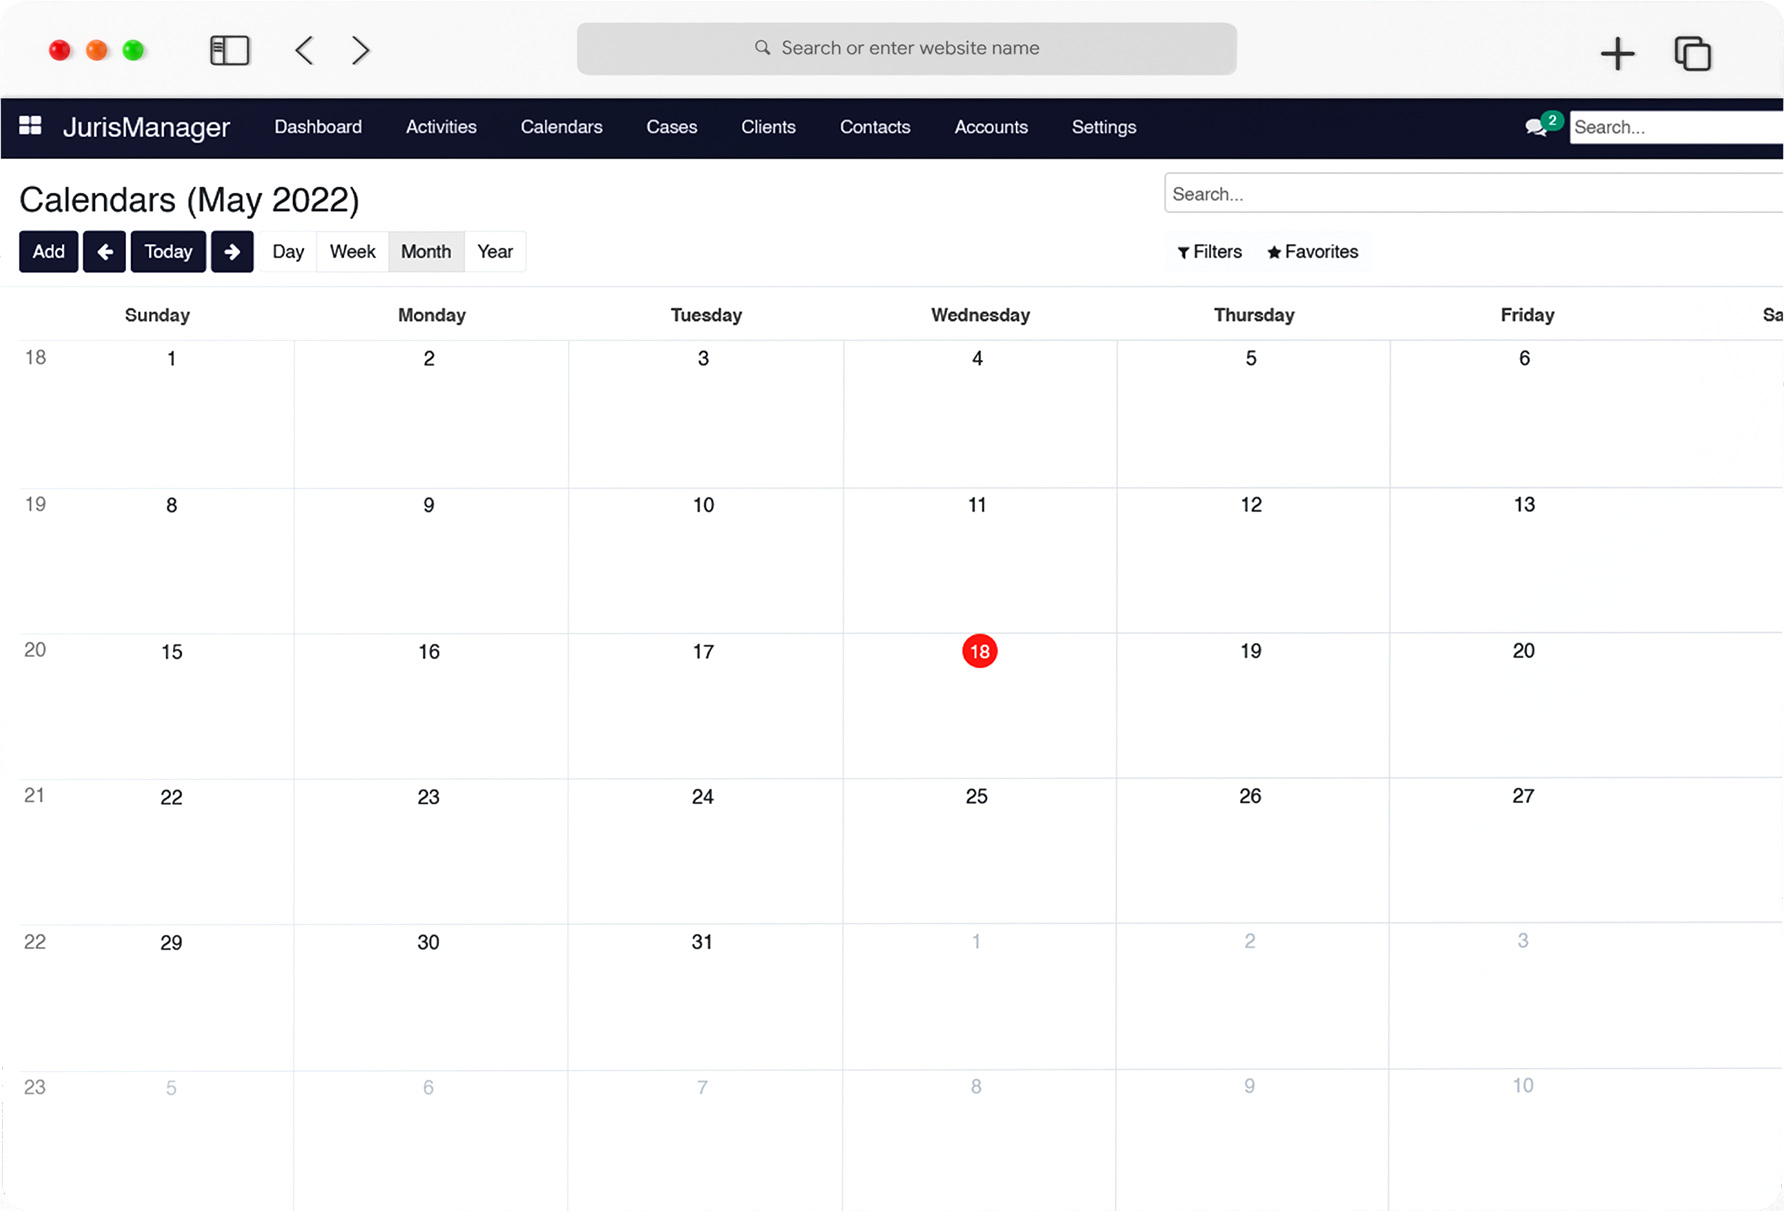 Search or enter website name
JurisManager Dashboard Activities Calendars Cases Clients Contacts Accounts Settings 2 Search...
Calendars (May 2022) Search...
Add Today Day Week Month Year Filters Favorites
Sunday Monday Tuesday Wednesday Thursday Friday Sa
18 1 2 3 4 5 6
19 8 9 10 11 12 13
20 15 16 17 18 19 20
21 22 23 24 25 26 27
22 29 30 31 1 2 3
23 5 6 7 8 9 10